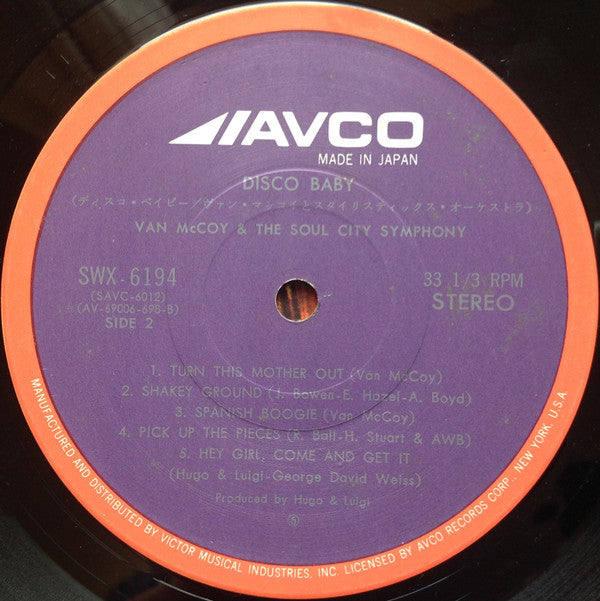 AVCO
MADE IN JAPAN
DISCO BABY
(ディスコ・ベイビー/ヴァン・マッコイとスタイリスティックス・オーケストラ)
VAN McCOY & THE SOUL CITY SYMPHONY
SWX-6194
(SAVC-6012)
(AV-69006-698-B)
SIDE 2
33 1/3 RPM
STEREO
1. TURN THIS MOTHER OUT (Van McCoy)
2. SHAKEY GROUND (J. Bowen-E. Hazel-A. Boyd)
3. SPANISH BOOGIE (Van McCoy)
4. PICK UP THE PIECES (R. Ball-H. Stuart & AWB)
5. HEY GIRL, COME AND GET IT
(Hugo & Luigi-George David Weiss)
Produced by Hugo & Luigi
MANUFACTURED AND DISTRIBUTED BY VICTOR MUSICAL INDUSTRIES, INC. LICENSED BY AVCO RECORDS CORP., NEW YORK, U.S.A.